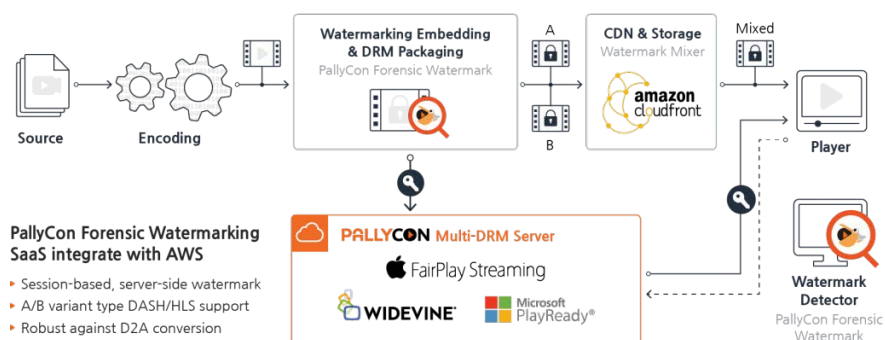 Source
Encoding
Watermarking Embedding
& DRM Packaging
PallyCon Forensic Watermark
A
B
CDN & Storage
Watermark Mixer
amazon
cloudfront
Mixed
Player
PALLYCON Multi-DRM Server
FairPlay Streaming
WIDEVINE®
Microsoft
PlayReady®
PallyCon Forensic Watermarking
SaaS integrate with AWS
Session-based, server-side watermark
A/B variant type DASH/HLS support
Robust against D2A conversion
Watermark
Detector
PallyCon Forensic
Watermark